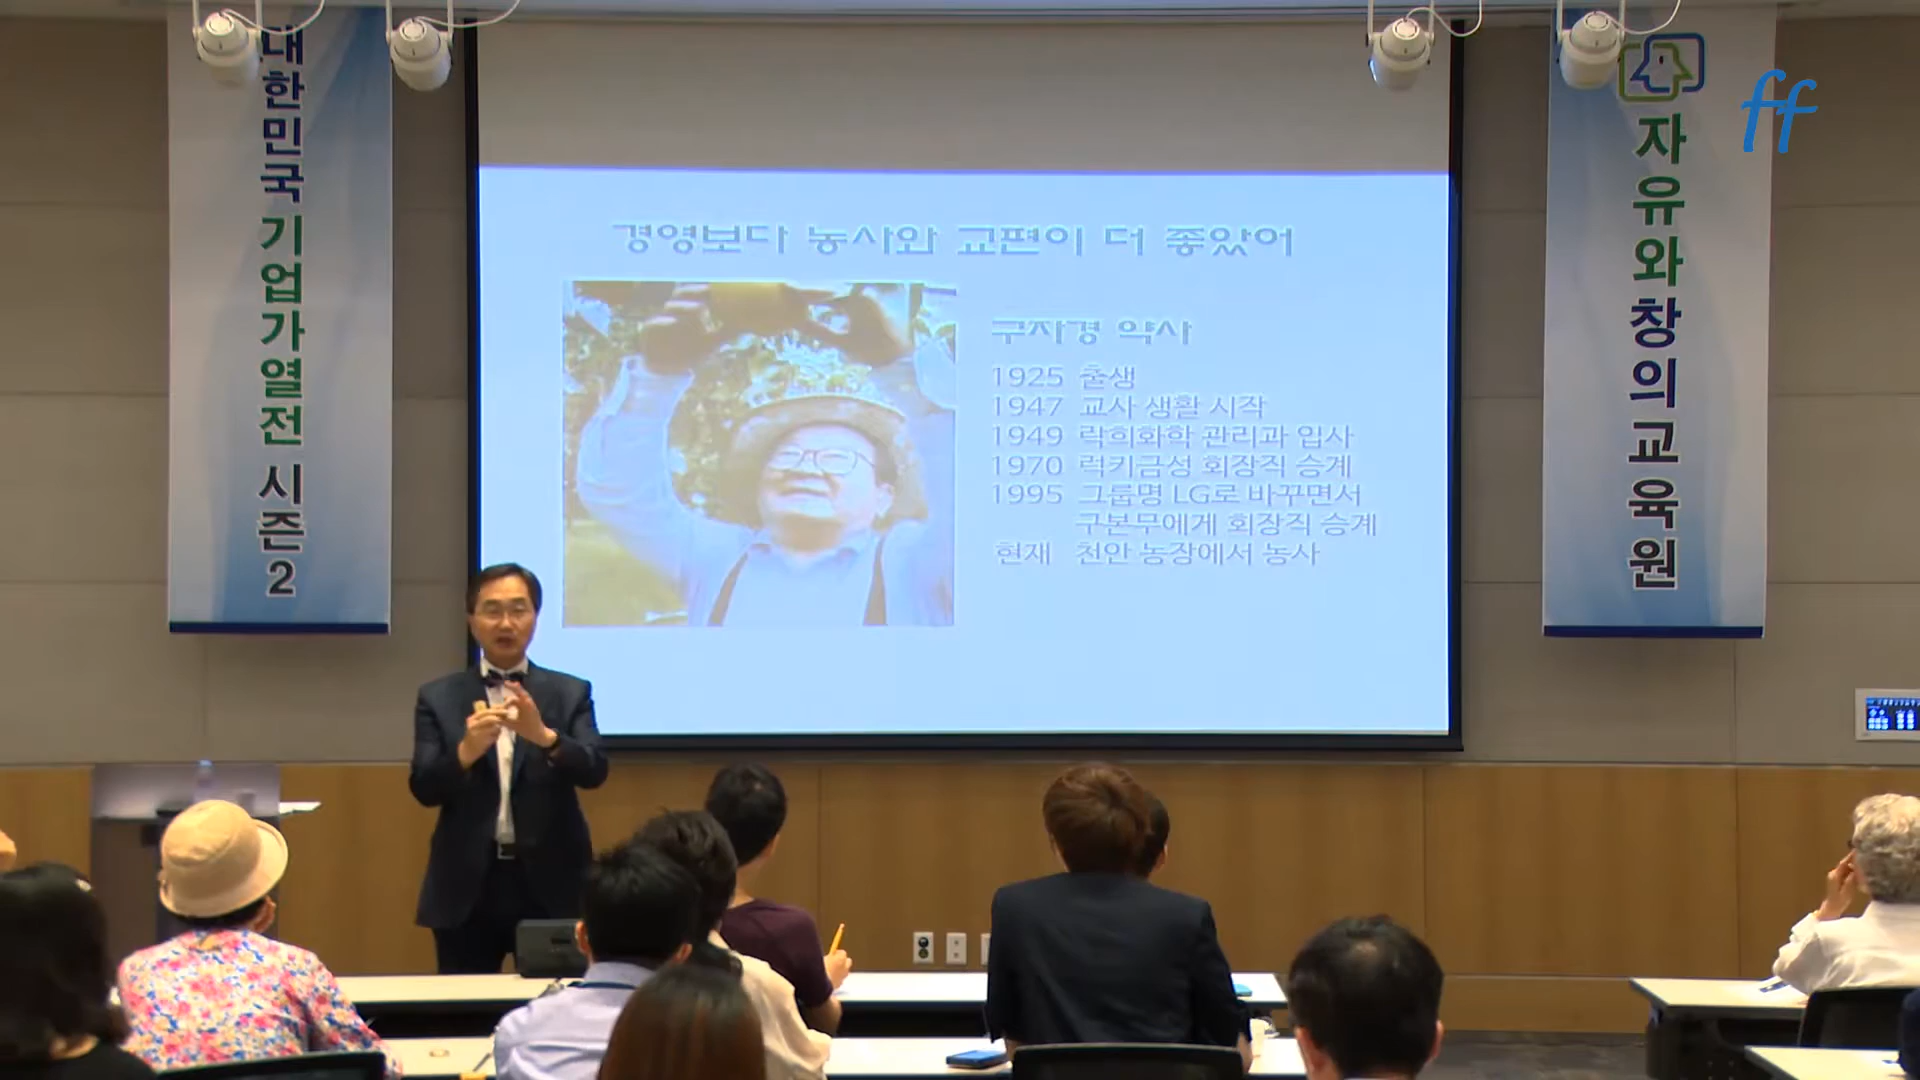 대한민국 기업가열전 시즌2
ff
자유와창의교육원
경영보다 농사와 교편이 더 좋았어
구자경 약사
1925 출생
1947 교사 생활 시작
1949 락희화학 관리과 입사
1970 럭키금성 회장직 승계
1995 그룹명 LG로 바꾸면서
구본무에게 회장직 승계
현재 천안 농장에서 농사